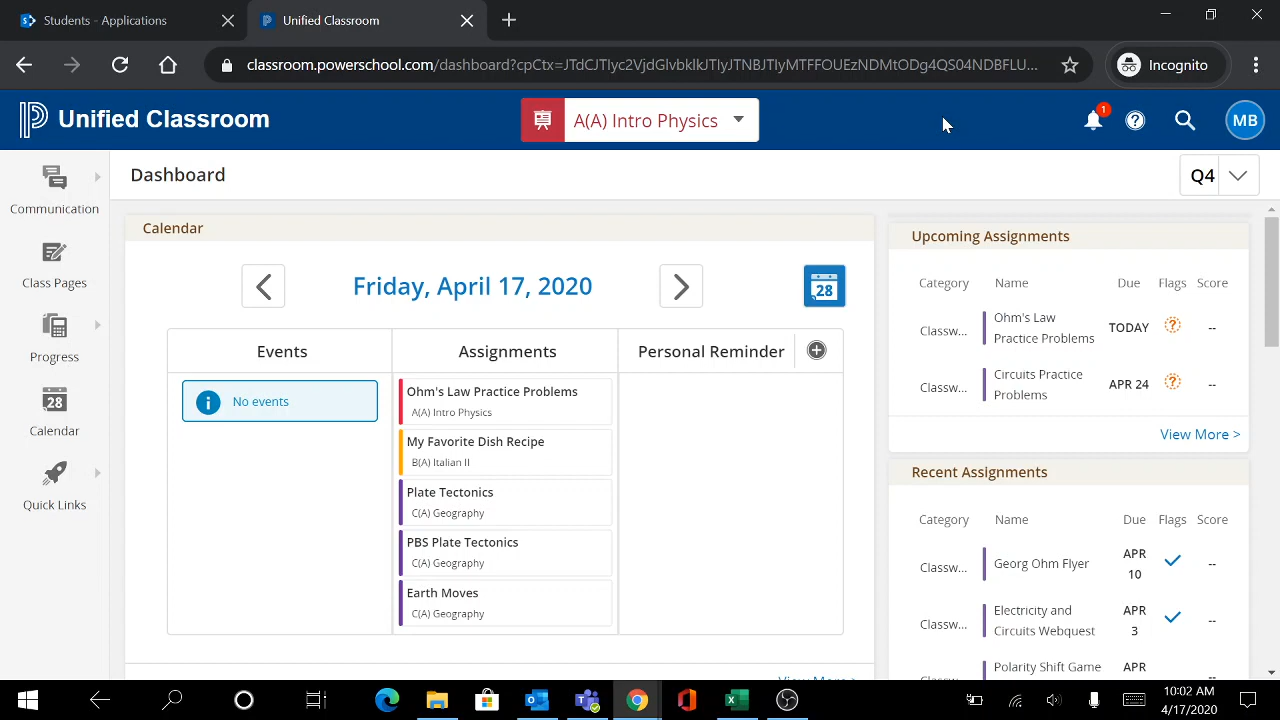 Students - Applications
Unified Classroom
classroom.powerschool.com/dashboard?cpCtx=JTdCJTIyc2VjdGlvbklkJTIyJTNBJTIyMTFFOUEzNDMtODg4QS04NDBFLU...
Incognito
Unified Classroom
A(A) Intro Physics
1
MB
Communication
Class Pages
Progress
28
Calendar
Quick Links
Dashboard
Q4
Calendar
Friday, April 17, 2020
28
Events
Assignments
Personal Reminder
No events
Ohm's Law Practice Problems
A(A) Intro Physics
My Favorite Dish Recipe
B(A) Italian II
Plate Tectonics
C(A) Geography
PBS Plate Tectonics
C(A) Geography
Earth Moves
C(A) Geography
Upcoming Assignments
Category Name Due Flags Score
Classw... Ohm's Law Practice Problems TODAY --
Classw... Circuits Practice Problems APR 24 --
View More >
Recent Assignments
Category Name Due Flags Score
Classw... Georg Ohm Flyer APR 10 --
Classw... Electricity and Circuits Webquest APR 3 --
Polarity Shift Game APR
10:02 AM
4/17/2020